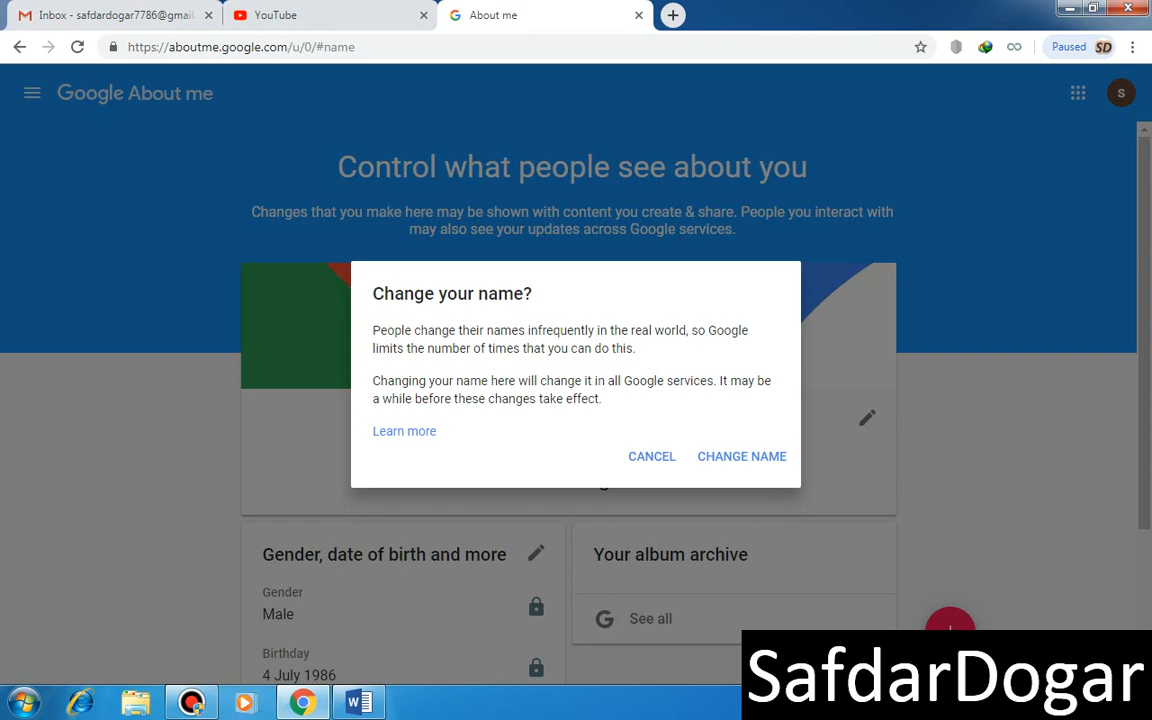 Inbox - safdardogar7786@gmai
YouTube
About me
https://aboutme.google.com/u/0/#name
Paused
SD
Google About me
S
Control what people see about you
Changes that you make here may be shown with content you create & share. People you interact with
may also see your updates across Google services.
Change your name?
People change their names infrequently in the real world, so Google
limits the number of times that you can do this.
Changing your name here will change it in all Google services. It may be
a while before these changes take effect.
Learn more
CANCEL
CHANGE NAME
Gender, date of birth and more
Gender
Male
Birthday
4 July 1986
Your album archive
See all
SafdarDogar